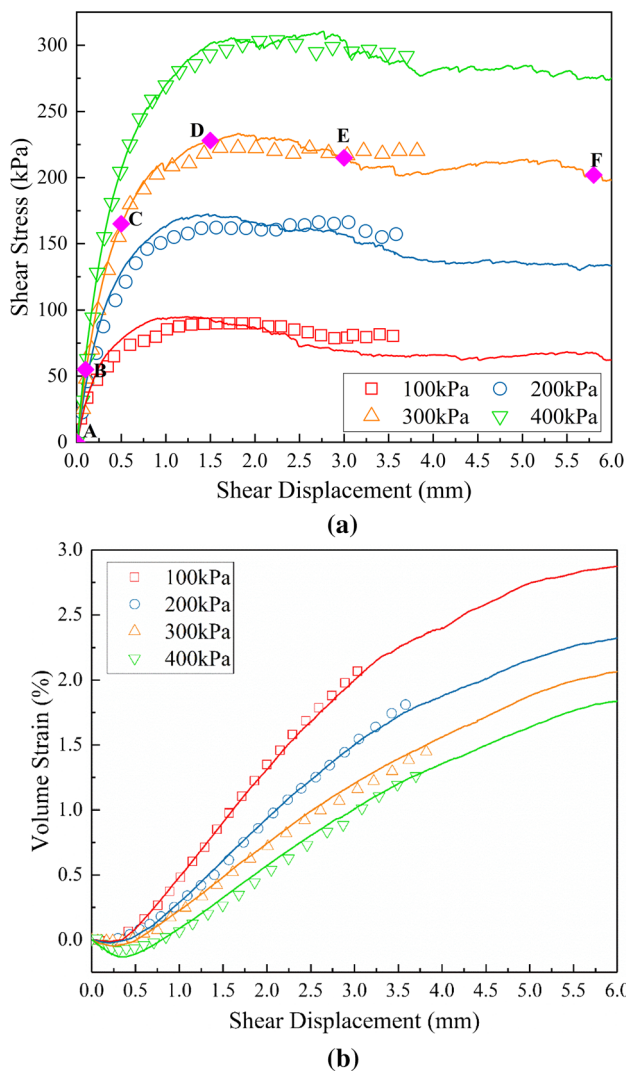 300
250
200
150
100
50
0
Shear Stress (kPa)
A
B
C
D
E
F
100kPa 200kPa
300kPa 400kPa
0.0 0.5 1.0 1.5 2.0 2.5 3.0 3.5 4.0 4.5 5.0 5.5 6.0
Shear Displacement (mm)
(a)
3.0
2.5
2.0
1.5
1.0
0.5
0.0
Volume Strain (%)
100kPa
200kPa
300kPa
400kPa
0.0 0.5 1.0 1.5 2.0 2.5 3.0 3.5 4.0 4.5 5.0 5.5 6.0
Shear Displacement (mm)
(b)